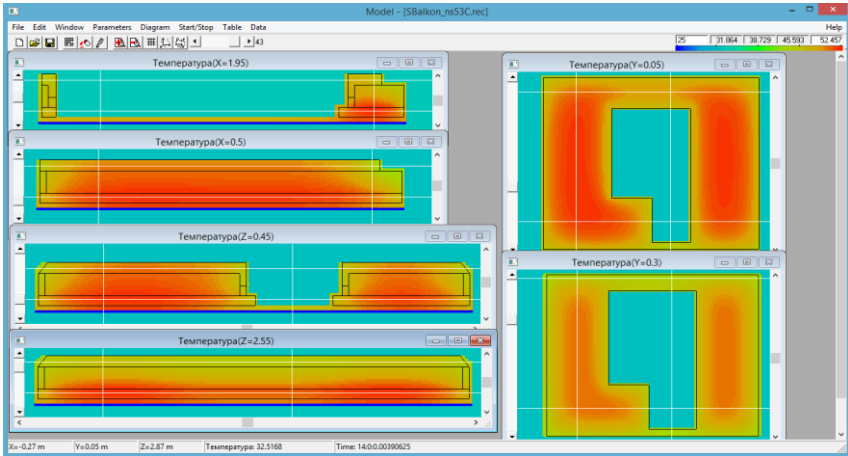 Model - [SBalkon_ns53C.rec]
File Edit Window Parameters Diagram Start/Stop Table Data Help
43
25 31.864 38.729 45.593 52.457
Температура(X=1.95)
Температура(X=0.5)
Температура(Z=0.45)
Температура(Z=2.55)
Температура(Y=0.05)
Температура(Y=0.3)
X=-0.27 m Y=0.05 m Z=2.87 m Температура: 32.5168 Time: 14:0:0.00390625